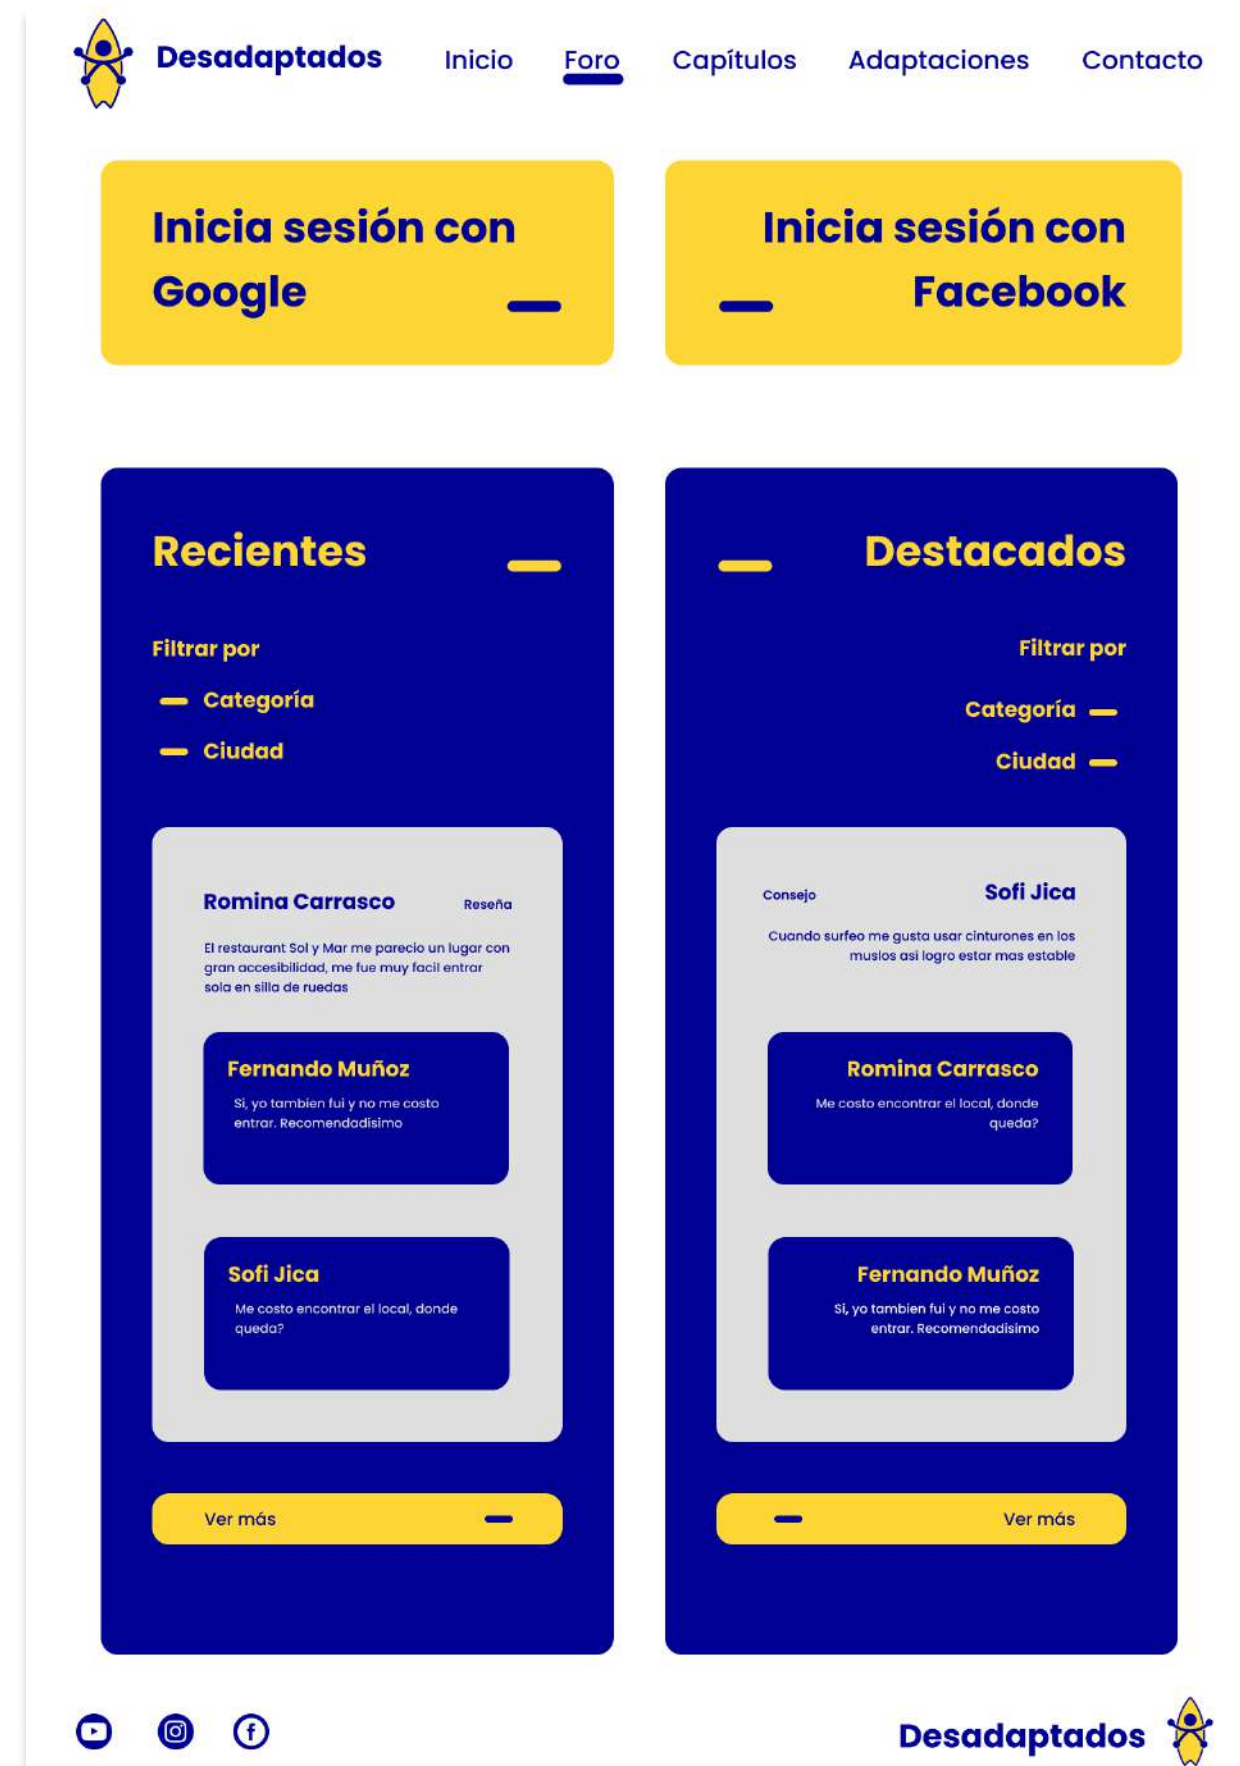 Desadaptados
Inicio
Foro
Capítulos
Adaptaciones
Contacto
Inicia sesión con
Google
Inicia sesión con
Facebook
Recientes
Filtrar por
Categoría
Ciudad
Romina Carrasco
Reseña
El restaurant Sol y Mar me parecio un lugar con
gran accesibilidad, me fue muy facil entrar
sola en silla de ruedas
Fernando Muñoz
Si, yo tambien fui y no me costo
entrar. Recomendadisimo
Sofi Jica
Me costo encontrar el local, donde
queda?
Ver más
Destacados
Filtrar por
Categoría
Ciudad
Consejo
Sofi Jica
Cuando surfeo me gusta usar cinturones en los
muslos asi logro estar mas estable
Romina Carrasco
Me costo encontrar el local, donde
queda?
Fernando Muñoz
Si, yo tambien fui y no me costo
entrar. Recomendadisimo
Ver más
Desadaptados